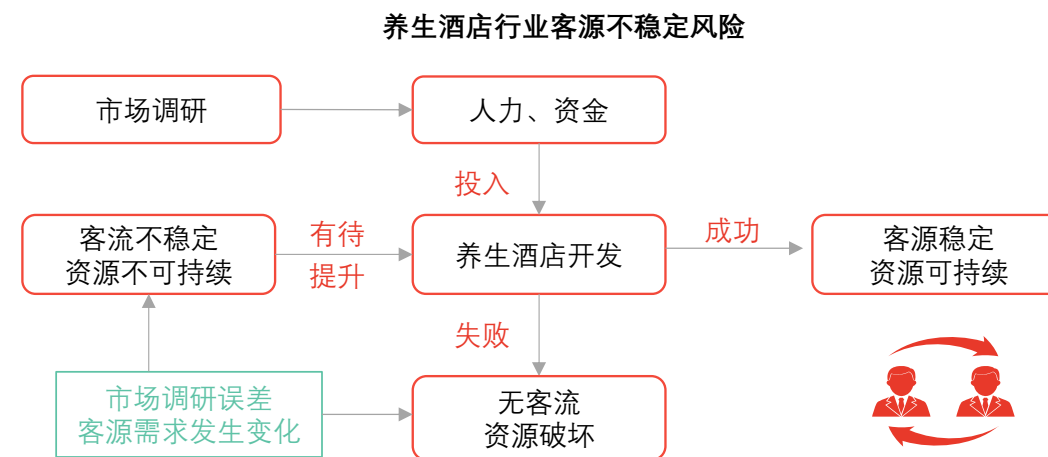 养生酒店行业客源不稳定风险
市场调研
人力、资金
投入
客流不稳定
资源不可持续
有待
提升
养生酒店开发
成功
客源稳定
资源可持续
失败
市场调研误差
客源需求发生变化
无客流
资源破坏